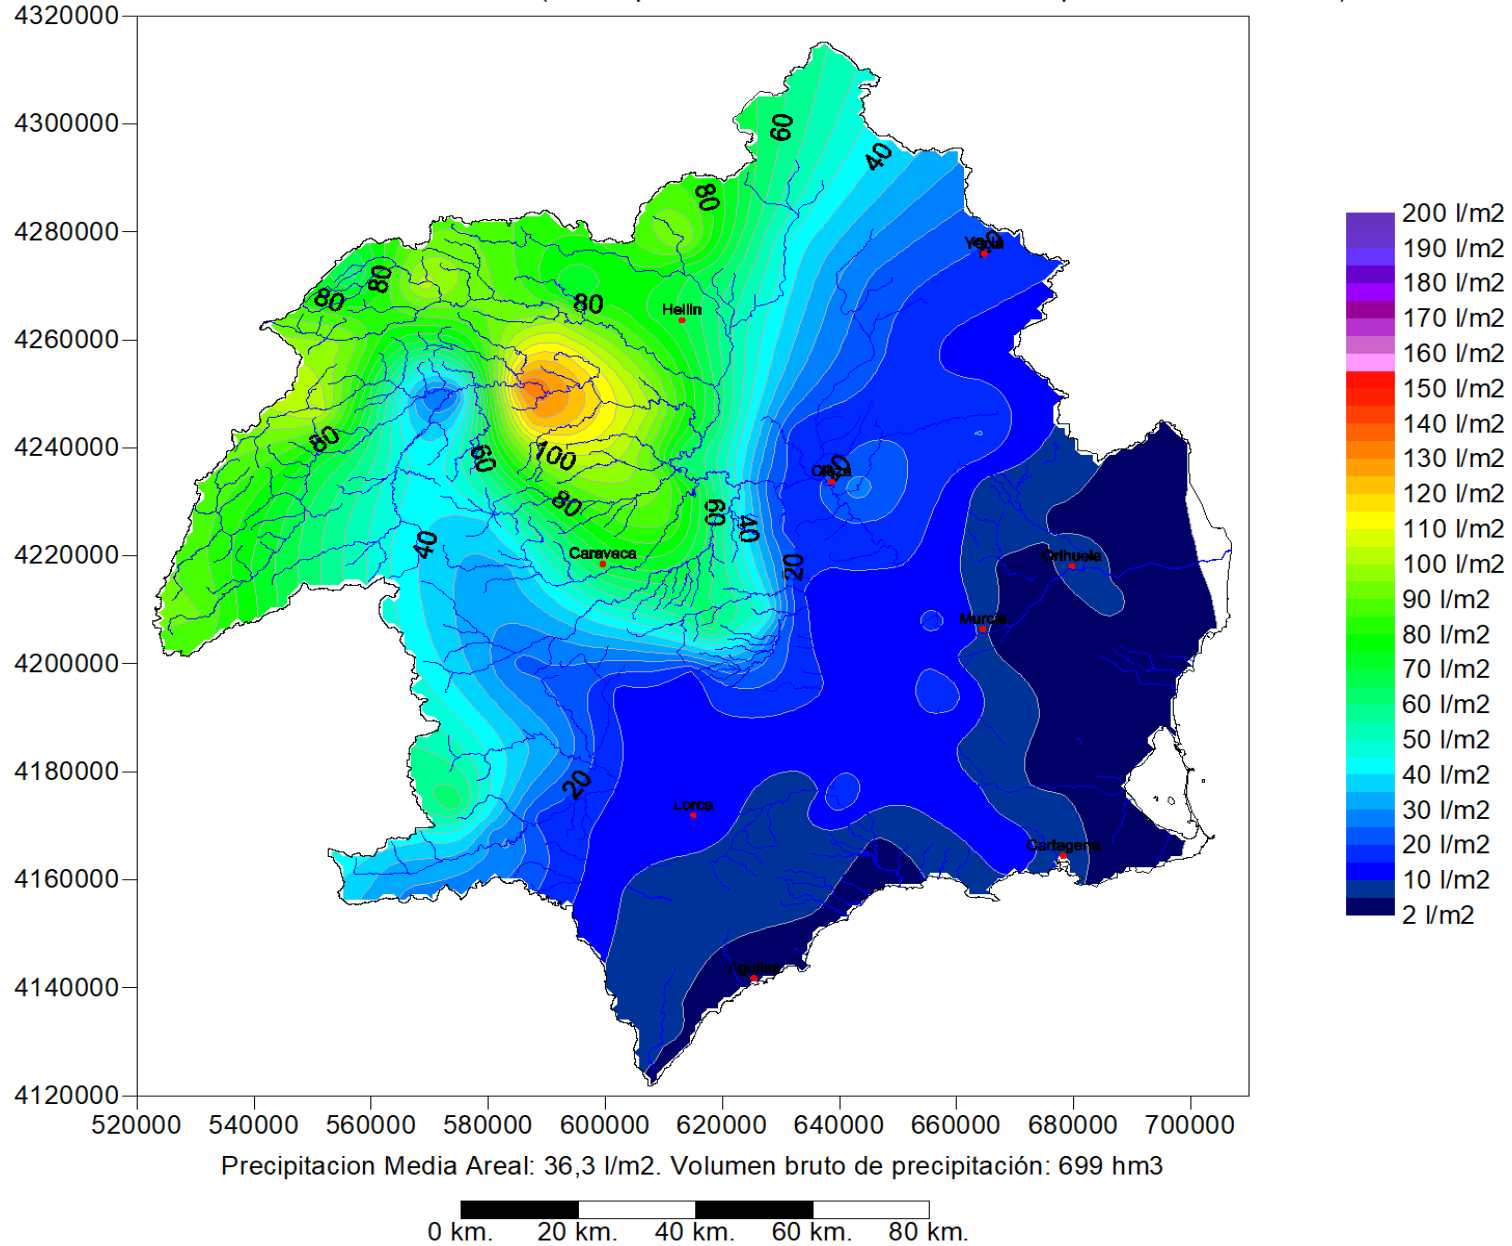 4320000
4300000
4280000
4260000
4240000
4220000
4200000
4180000
4160000
4140000
4120000
520000 540000 560000 580000 600000 620000 640000 660000 680000 700000
60
40
80
80
80
80
Hellin
80
60
100
80
60
40
40
20
20
Caravaca
Orihuela
Murcia
Lorca
Cartagena
Aguilas
200 l/m2
190 l/m2
180 l/m2
170 l/m2
160 l/m2
150 l/m2
140 l/m2
130 l/m2
120 l/m2
110 l/m2
100 l/m2
90 l/m2
80 l/m2
70 l/m2
60 l/m2
50 l/m2
40 l/m2
30 l/m2
20 l/m2
10 l/m2
2 l/m2
Precipitacion Media Areal: 36,3 l/m2. Volumen bruto de precipitación: 699 hm3
0 km. 20 km. 40 km. 60 km. 80 km.